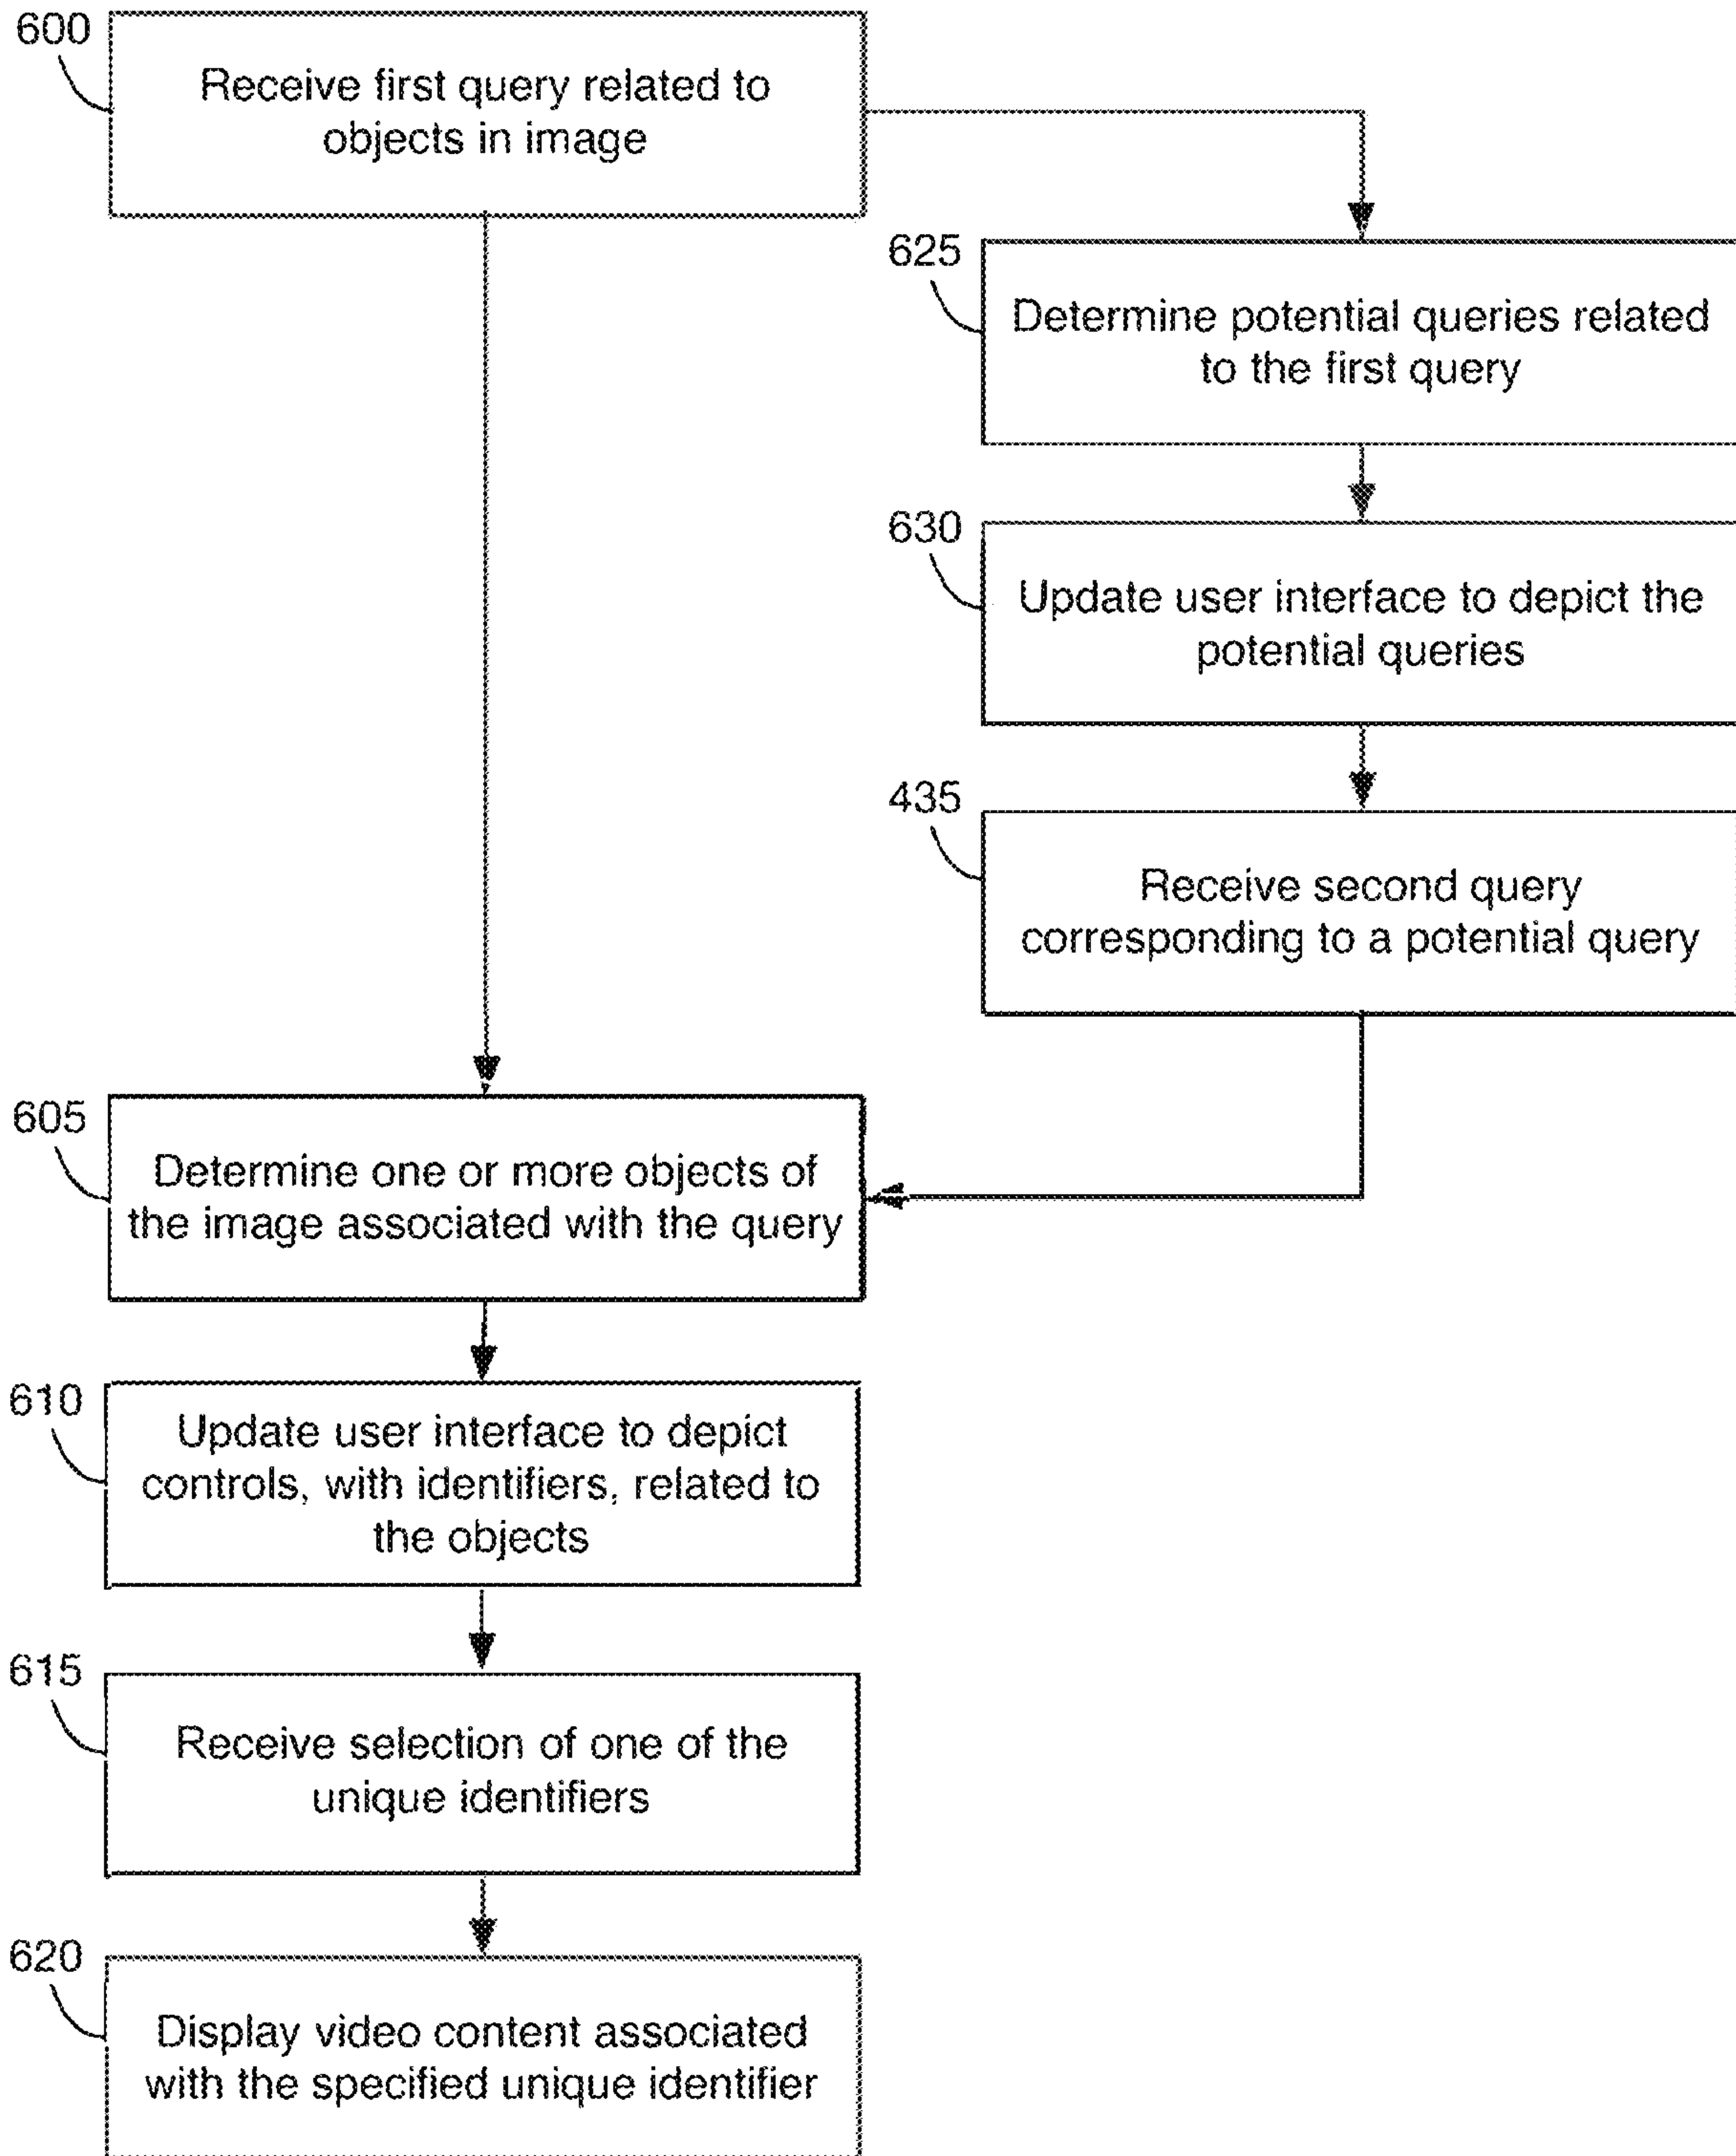 600
Receive first query related to
objects in image
625
Determine potential queries related
to the first query
630
Update user interface to depict the
potential queries
435
Receive second query
corresponding to a potential query
605
Determine one or more objects of
the image associated with the query
610
Update user interface to depict
controls, with identifiers, related to
the objects
615
Receive selection of one of the
unique identifiers
620
Display video content associated
with the specified unique identifier